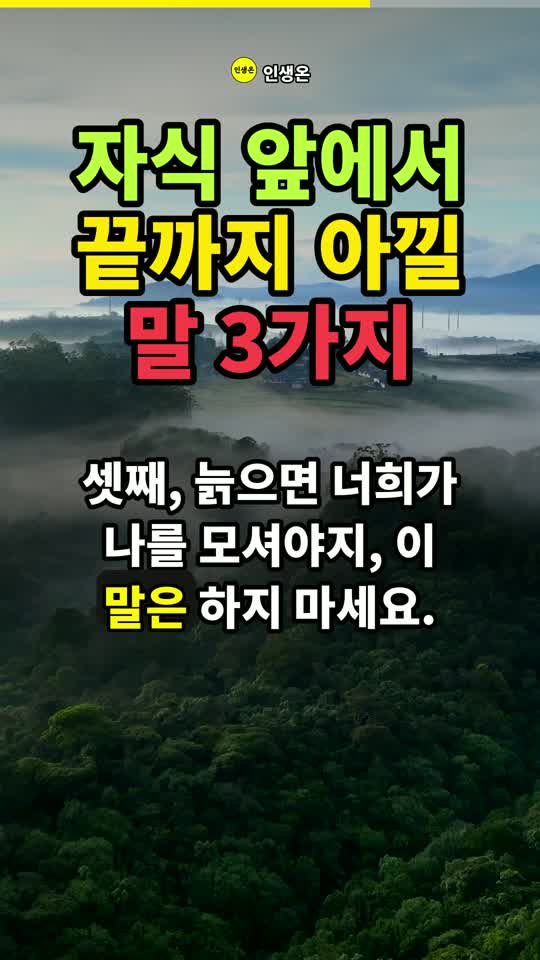 인생온 인생온
자식 앞에서
끝까지 아낄
말 3가지
셋째, 늙으면 너희가
나를 모셔야지, 이
말은 하지 마세요.